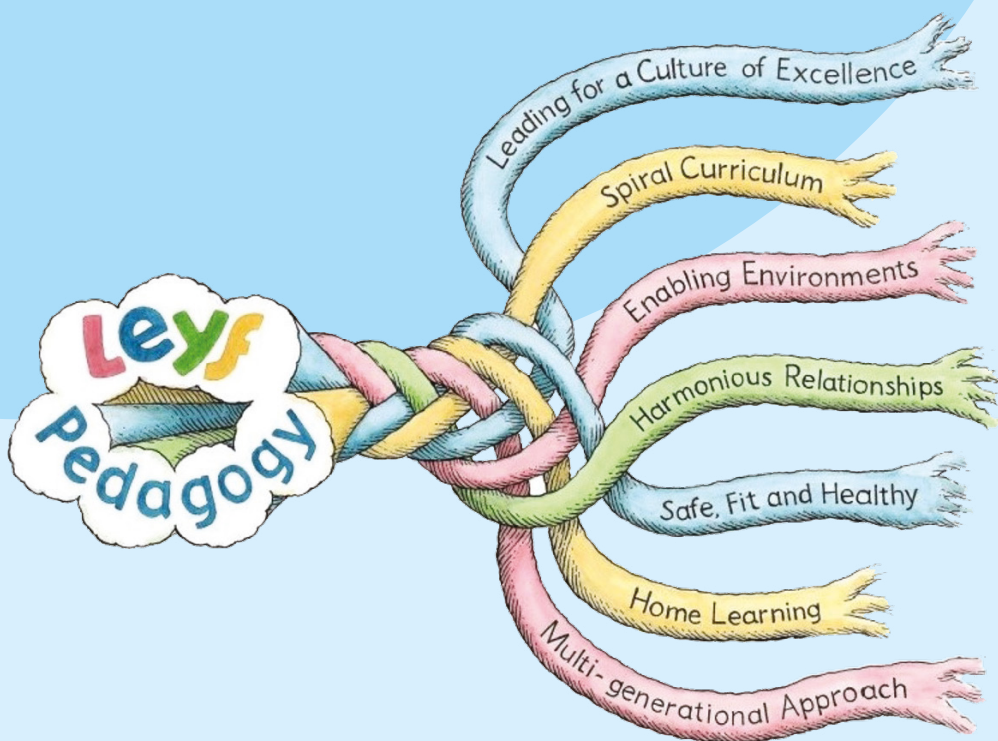 Leyf
Pedagogy
Leading for a Culture of Excellence
Spiral Curriculum
Enabling Environments
Harmonious Relationships
Safe, Fit and Healthy
Home Learning
Multi-generational Approach